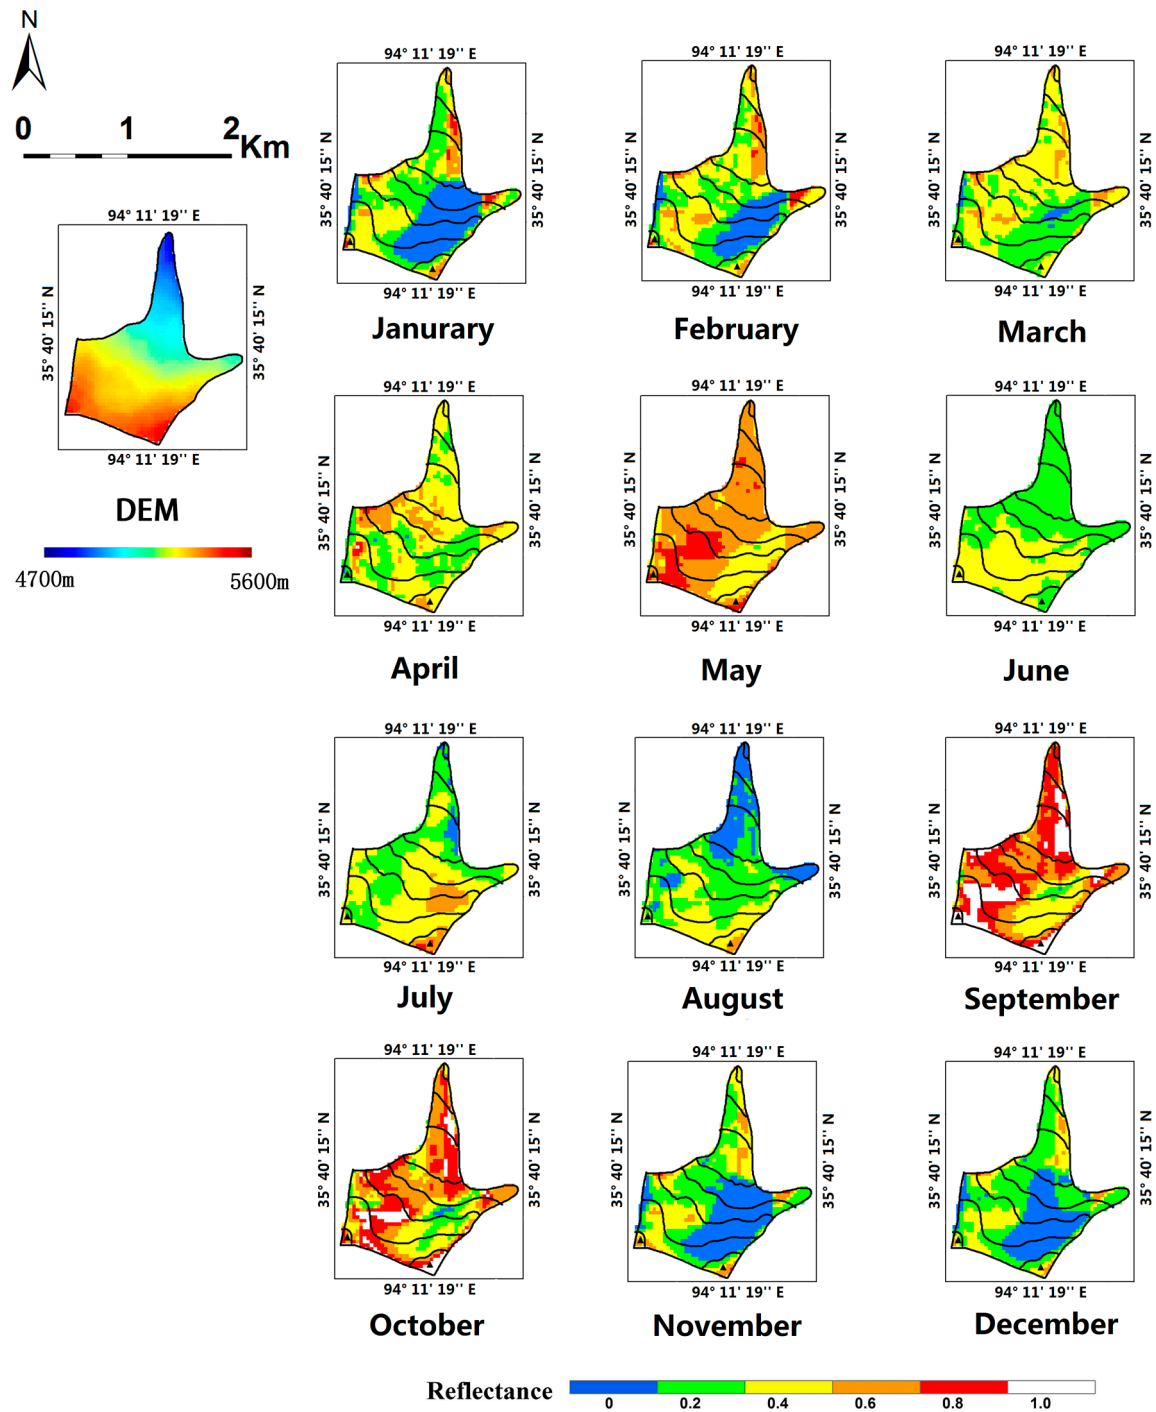 N
0 1 2 Km
94° 11' 19'' E
35° 40' 15'' N
35° 40' 15'' N
94° 11' 19'' E
DEM
4700m 5600m
94° 11' 19'' E 94° 11' 19'' E 94° 11' 19'' E
35° 40' 15'' N 35° 40' 15'' N 35° 40' 15'' N 35° 40' 15'' N 35° 40' 15'' N 35° 40' 15'' N
94° 11' 19'' E 94° 11' 19'' E 94° 11' 19'' E
Janurary February March
94° 11' 19'' E 94° 11' 19'' E 94° 11' 19'' E
35° 40' 15'' N 35° 40' 15'' N 35° 40' 15'' N 35° 40' 15'' N 35° 40' 15'' N 35° 40' 15'' N
94° 11' 19'' E 94° 11' 19'' E 94° 11' 19'' E
April May June
94° 11' 19'' E 94° 11' 19'' E 94° 11' 19'' E
35° 40' 15'' N 35° 40' 15'' N 35° 40' 15'' N 35° 40' 15'' N 35° 40' 15'' N 35° 40' 15'' N
94° 11' 19'' E 94° 11' 19'' E 94° 11' 19'' E
July August September
94° 11' 19'' E 94° 11' 19'' E 94° 11' 19'' E
35° 40' 15'' N 35° 40' 15'' N 35° 40' 15'' N 35° 40' 15'' N 35° 40' 15'' N 35° 40' 15'' N
94° 11' 19'' E 94° 11' 19'' E 94° 11' 19'' E
October November December
Reflectance
0 0.2 0.4 0.6 0.8 1.0